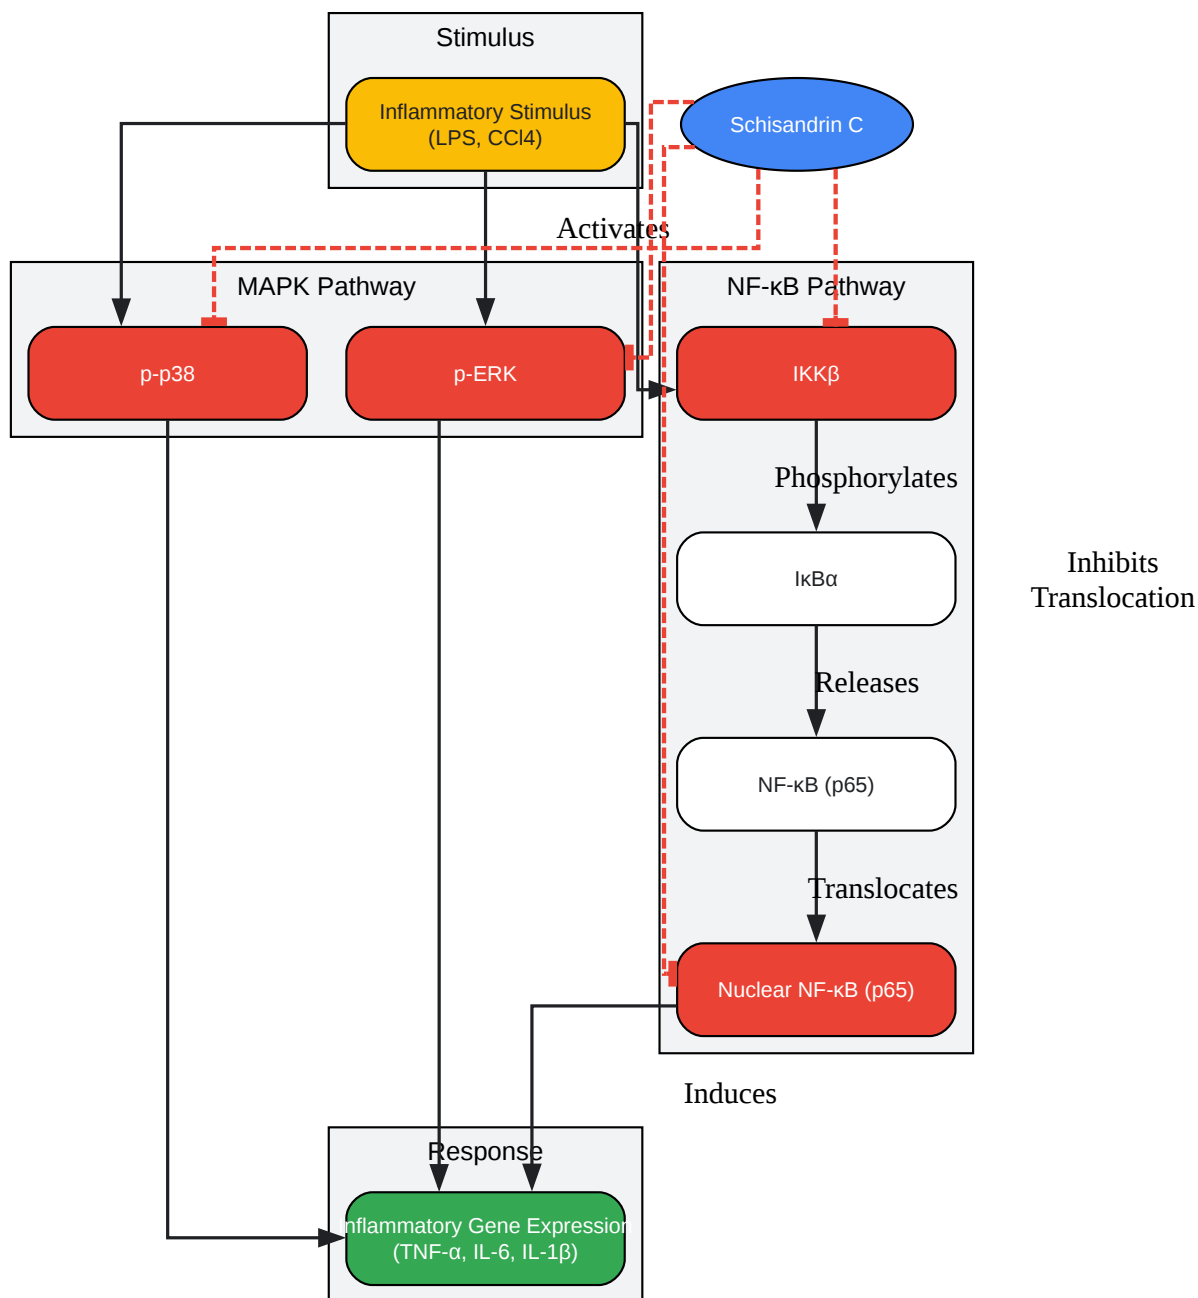 Stimulus
Inflammatory Stimulus
(LPS, CCl4)
Schisandrin C
Activates
MAPK Pathway
NF-κB Pathway
p-p38
p-ERK
IKKβ
Phosphorylates
IκBα
Inhibits
Translocation
Releases
NF-κB (p65)
Translocates
Nuclear NF-κB (p65)
Induces
Response
Inflammatory Gene Expression
(TNF-α, IL-6, IL-1β)